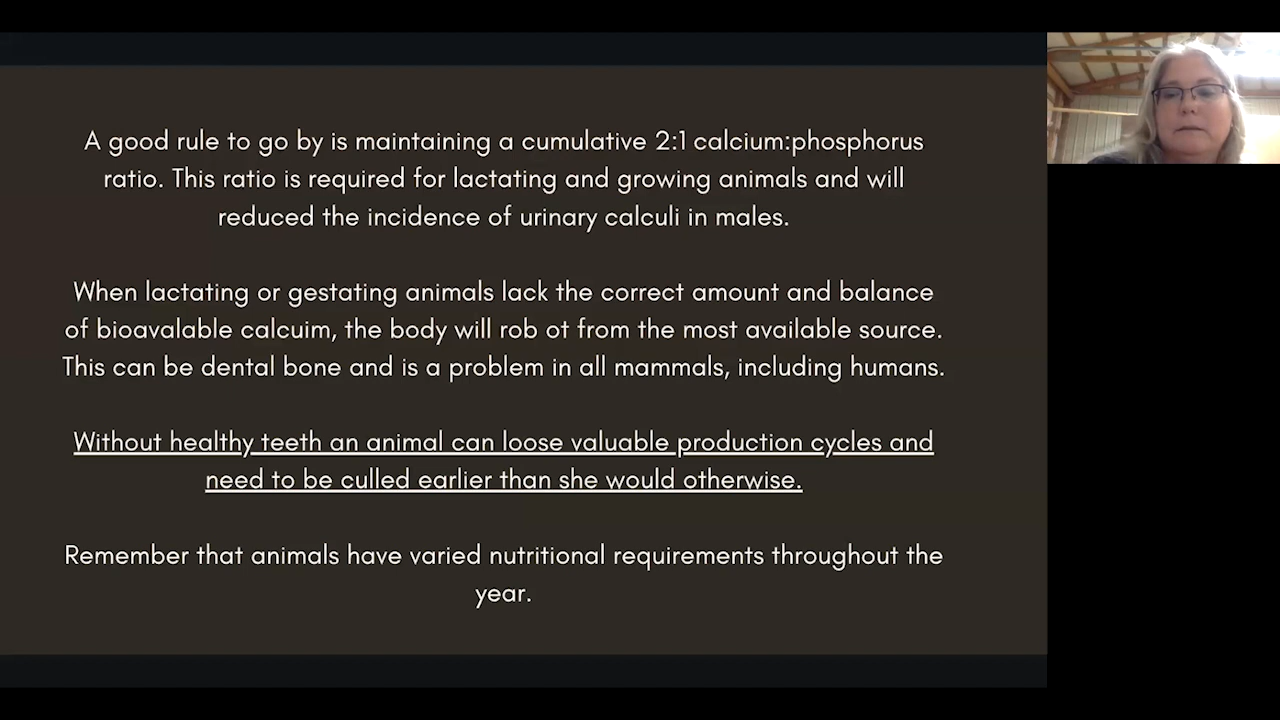 A good rule to go by is maintaining a cumulative 2:1 calcium:phosphorus
ratio. This ratio is required for lactating and growing animals and will
reduced the incidence of urinary calculi in males.
When lactating or gestating animals lack the correct amount and balance
of bioavalable calcuim, the body will rob ot from the most available source.
This can be dental bone and is a problem in all mammals, including humans.
Without healthy teeth an animal can loose valuable production cycles and
need to be culled earlier than she would otherwise.
Remember that animals have varied nutritional requirements throughout the
year.